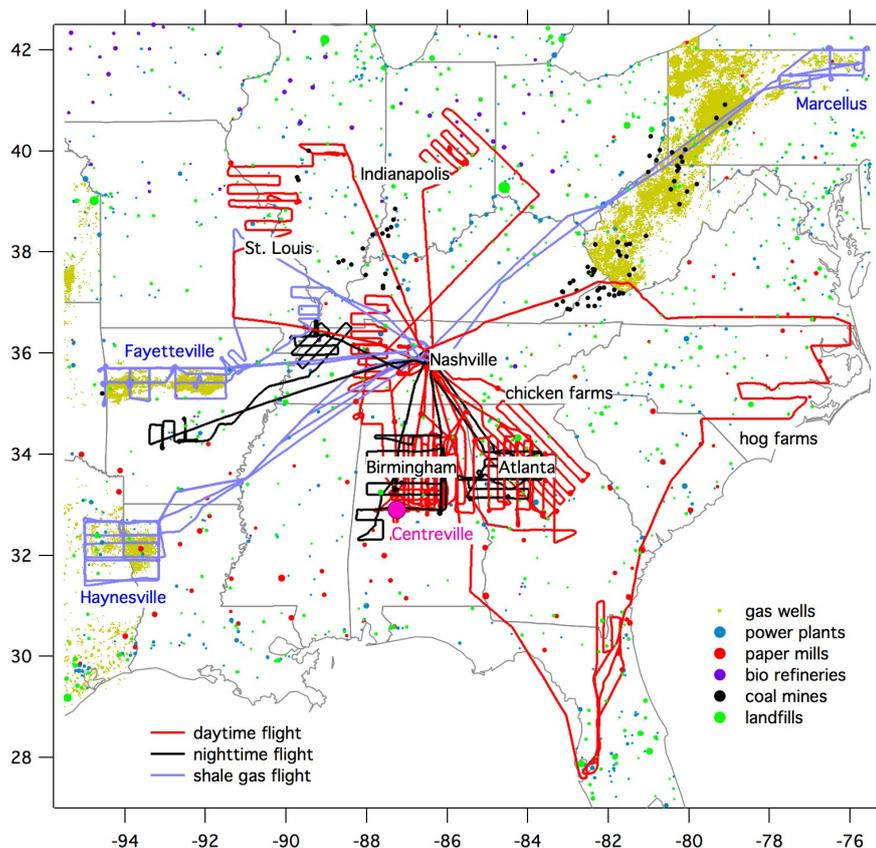 42
Marcellus
40
Indianapolis
38
St. Louis
36
Fayetteville
Nashville
chicken farms
34
hog farms
Birmingham
Atlanta
Centreville
32
Haynesville
30
28
gas wells
power plants
paper mills
bio refineries
coal mines
landfills
daytime flight
nighttime flight
shale gas flight
-94
-92
-90
-88
-86
-84
-82
-80
-78
-76